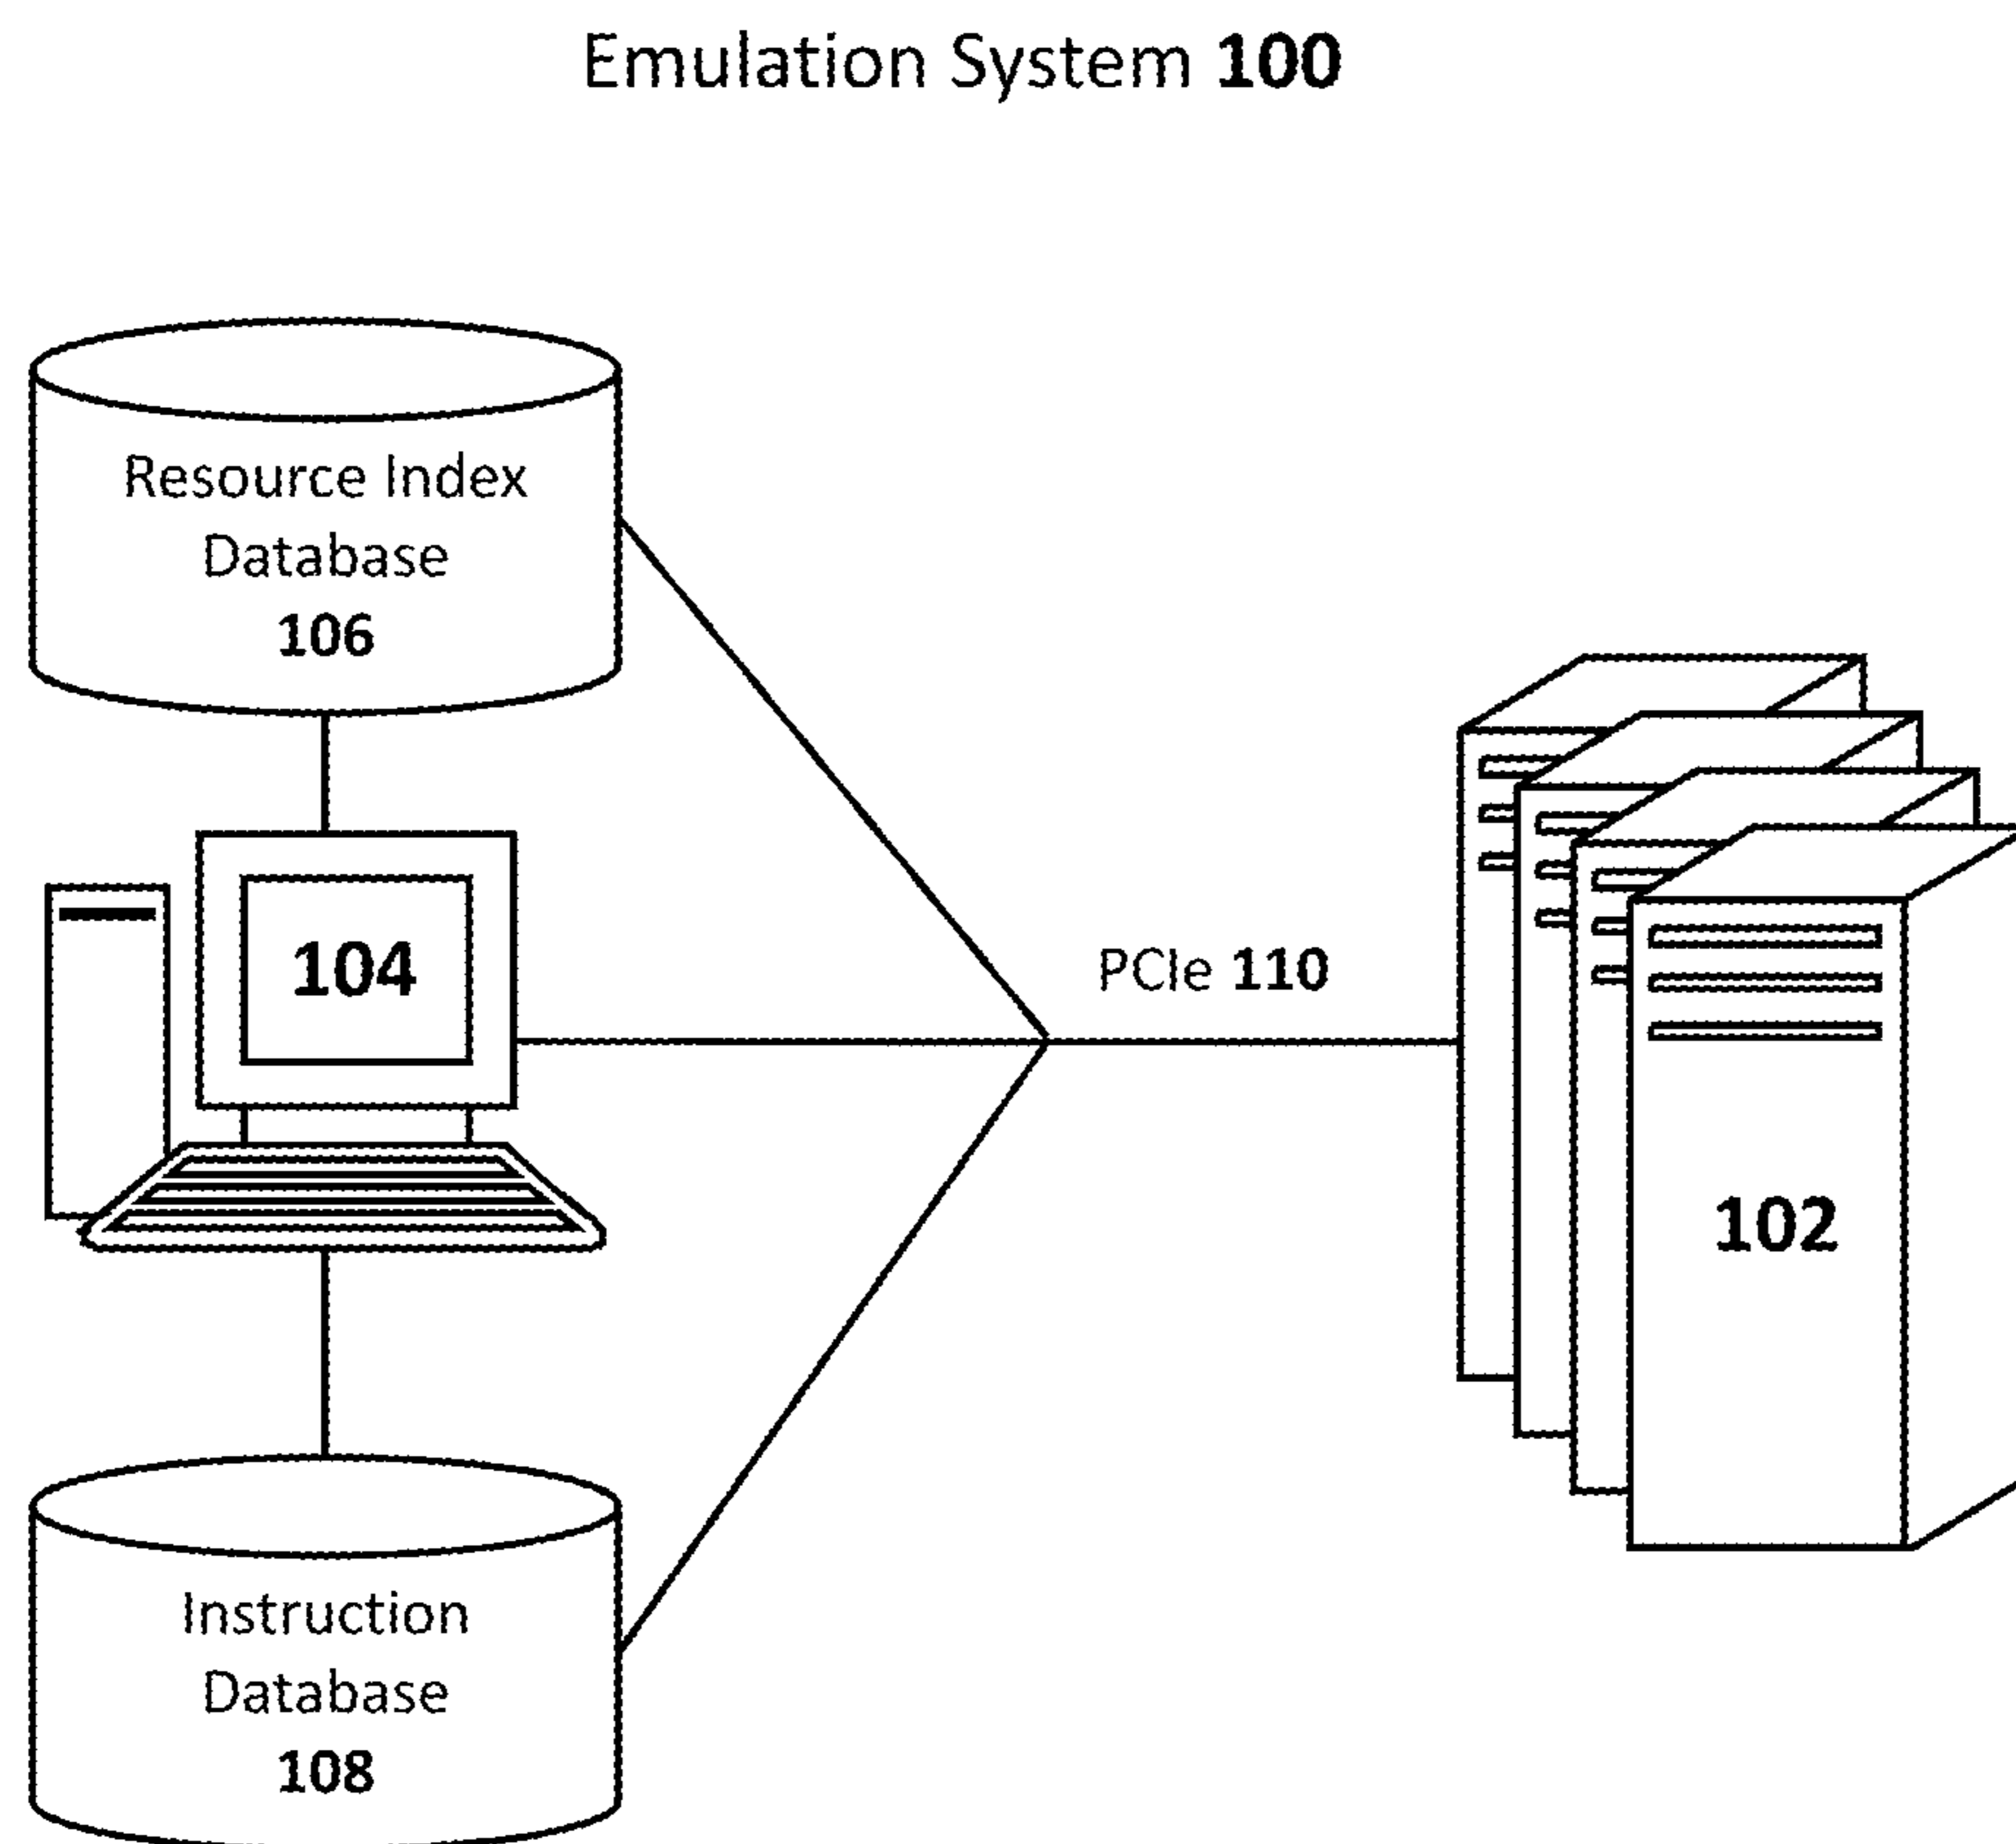 Emulation System 100
Resource Index
Database
106
104
PCIe 110
102
Instruction
Database
108